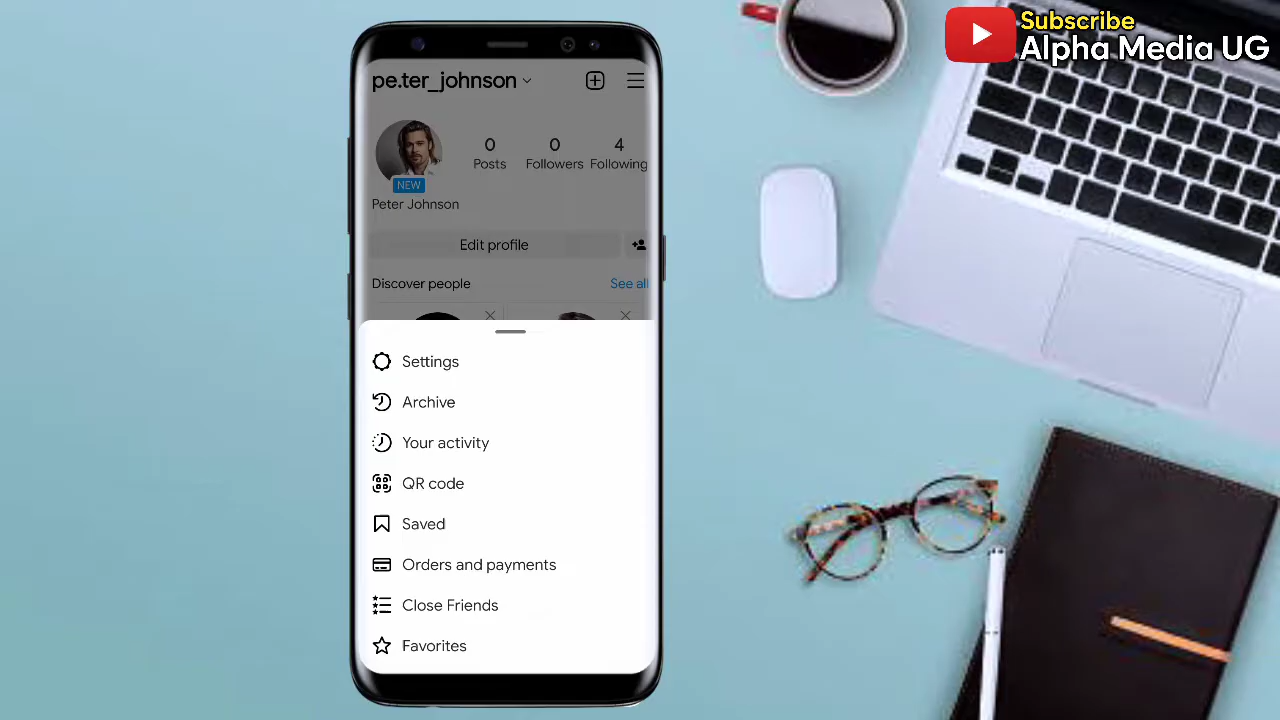 Subscribe
Alpha Media UG
pe.ter_johnson
0
0
4
Posts
Followers
Following
NEW
Peter Johnson
Edit profile
Discover people
See all
Settings
Archive
Your activity
QR code
Saved
Orders and payments
Close Friends
Favorites